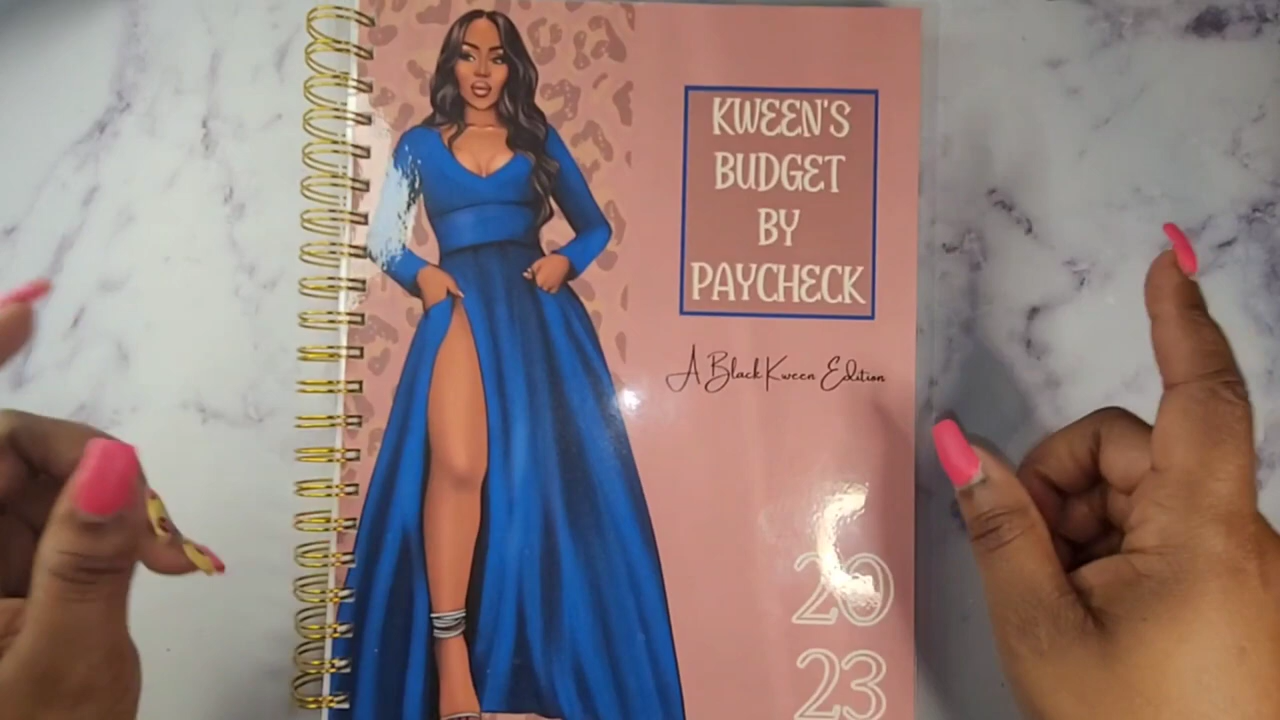 KWEEN'S
BUDGET
BY
PAYCHECK
A Black Kween Edition
20
23